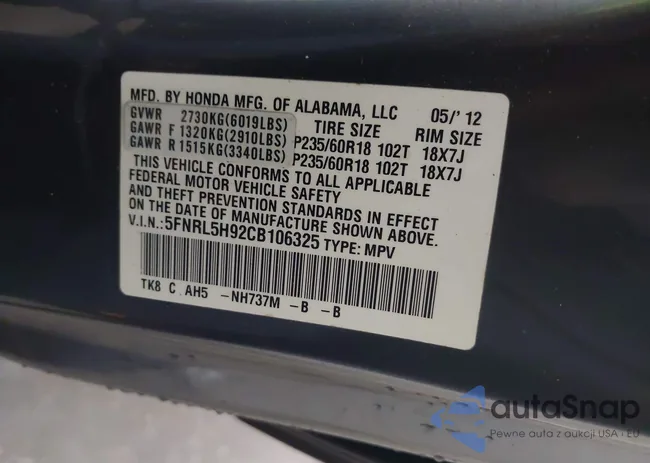 MFD. BY HONDA MFG. OF ALABAMA, LLC 05/'12
GVWR 2730KG(6019LBS) TIRE SIZE RIM SIZE
GAWR F 1320KG(2910LBS) P235/60R18 102T 18X7J
GAWR R 1515KG(3340LBS) P235/60R18 102T 18X7J
THIS VEHICLE CONFORMS TO ALL APPLICABLE
FEDERAL MOTOR VEHICLE SAFETY
AND THEFT PREVENTION STANDARDS IN EFFECT
ON THE DATE OF MANUFACTURE SHOWN ABOVE.
V.I.N.: 5FNRL5H92CB106325 TYPE: MPV
TK8 C AH5 -NH737M -B -B
autaSnap
Pewne auta z aukcji USA i EU